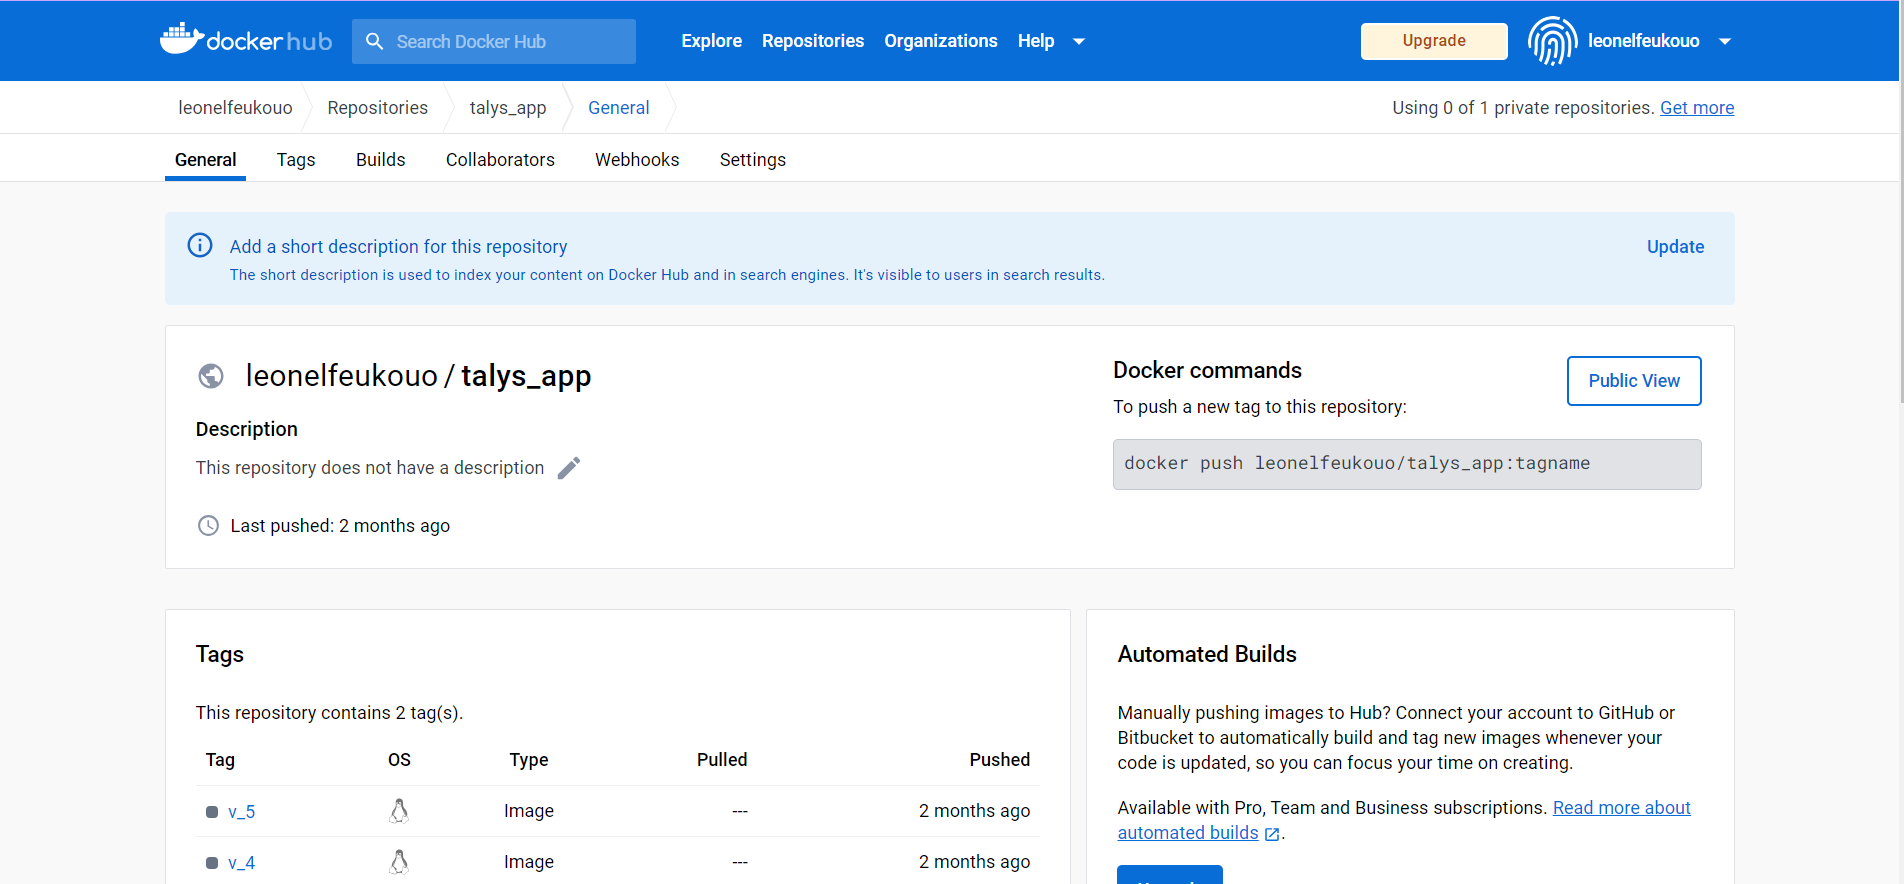 docker hub
Search Docker Hub
Explore Repositories Organizations Help
Upgrade
leonelfeukouo
leonelfeukouo Repositories talys_app General
Using 0 of 1 private repositories. Get more
General Tags Builds Collaborators Webhooks Settings
Add a short description for this repository
Update
The short description is used to index your content on Docker Hub and in search engines. It's visible to users in search results.
leonelfeukouo / talys_app
Description
This repository does not have a description
Last pushed: 2 months ago
Docker commands
Public View
To push a new tag to this repository:
docker push leonelfeukouo/talys_app:tagname
Tags
This repository contains 2 tag(s).
Tag OS Type Pulled Pushed
v_5 Image --- 2 months ago
v_4 Image --- 2 months ago
Automated Builds
Manually pushing images to Hub? Connect your account to GitHub or
Bitbucket to automatically build and tag new images whenever your
code is updated, so you can focus your time on creating.
Available with Pro, Team and Business subscriptions. Read more about
automated builds .